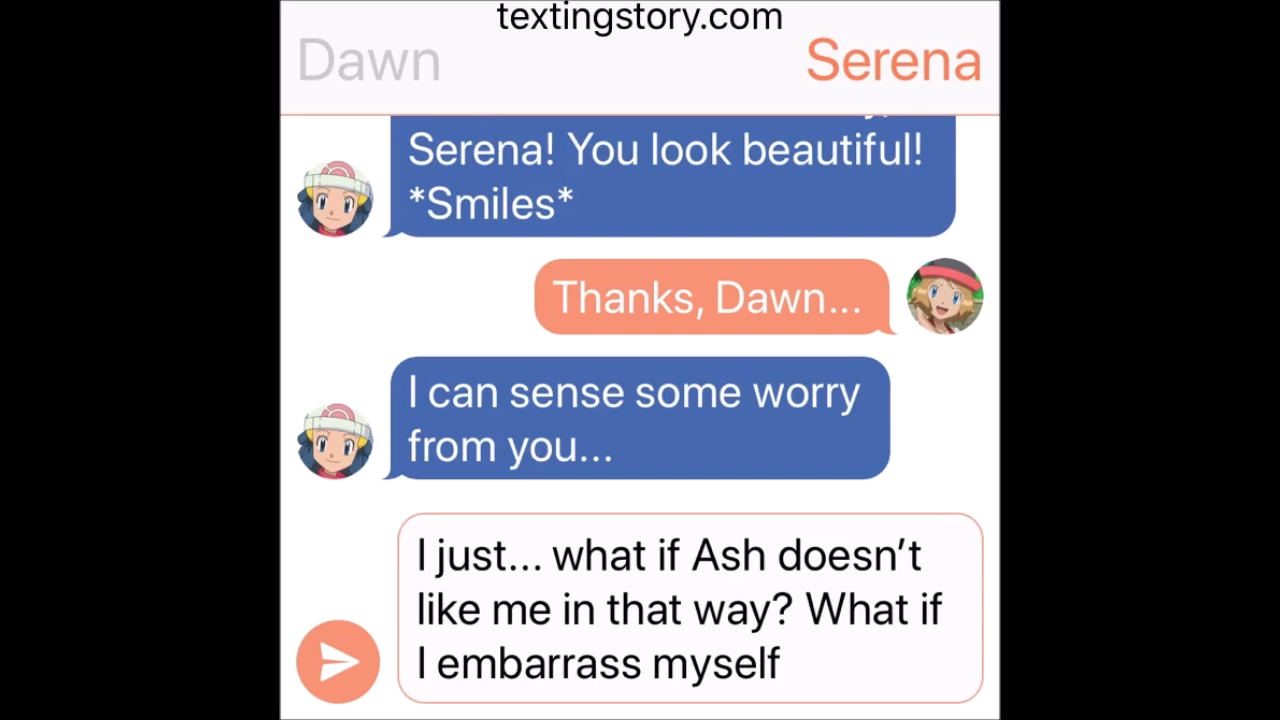 textingstory.com
Dawn
Serena
Serena! You look beautiful!
*Smiles*
Thanks, Dawn...
I can sense some worry
from you...
I just... what if Ash doesn’t
like me in that way? What if
I embarrass myself